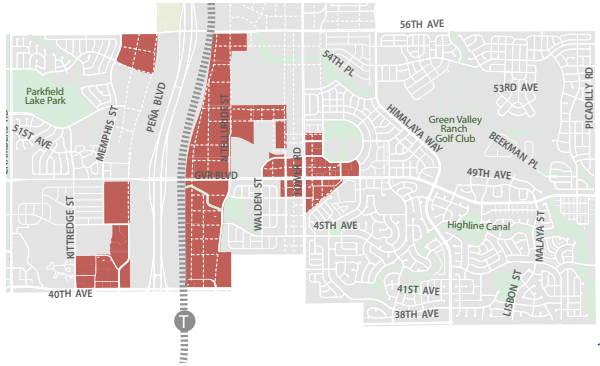 56TH AVE
54TH PL
53RD AVE
Parkfield
Lake Park
PEÑA BLVD
MEMPHIS ST
51ST AVE
N TELLURIDE ST
HIMALAYA WAY
Green Valley
Ranch
Golf Club
BEEKMAN PL
PICADILLY RD
GVR BLVD
TOWER RD
49TH AVE
WALDEN ST
KITTREDGE ST
45TH AVE
Highline Canal
MALAYA ST
LISBON ST
40TH AVE
41ST AVE
38TH AVE
T